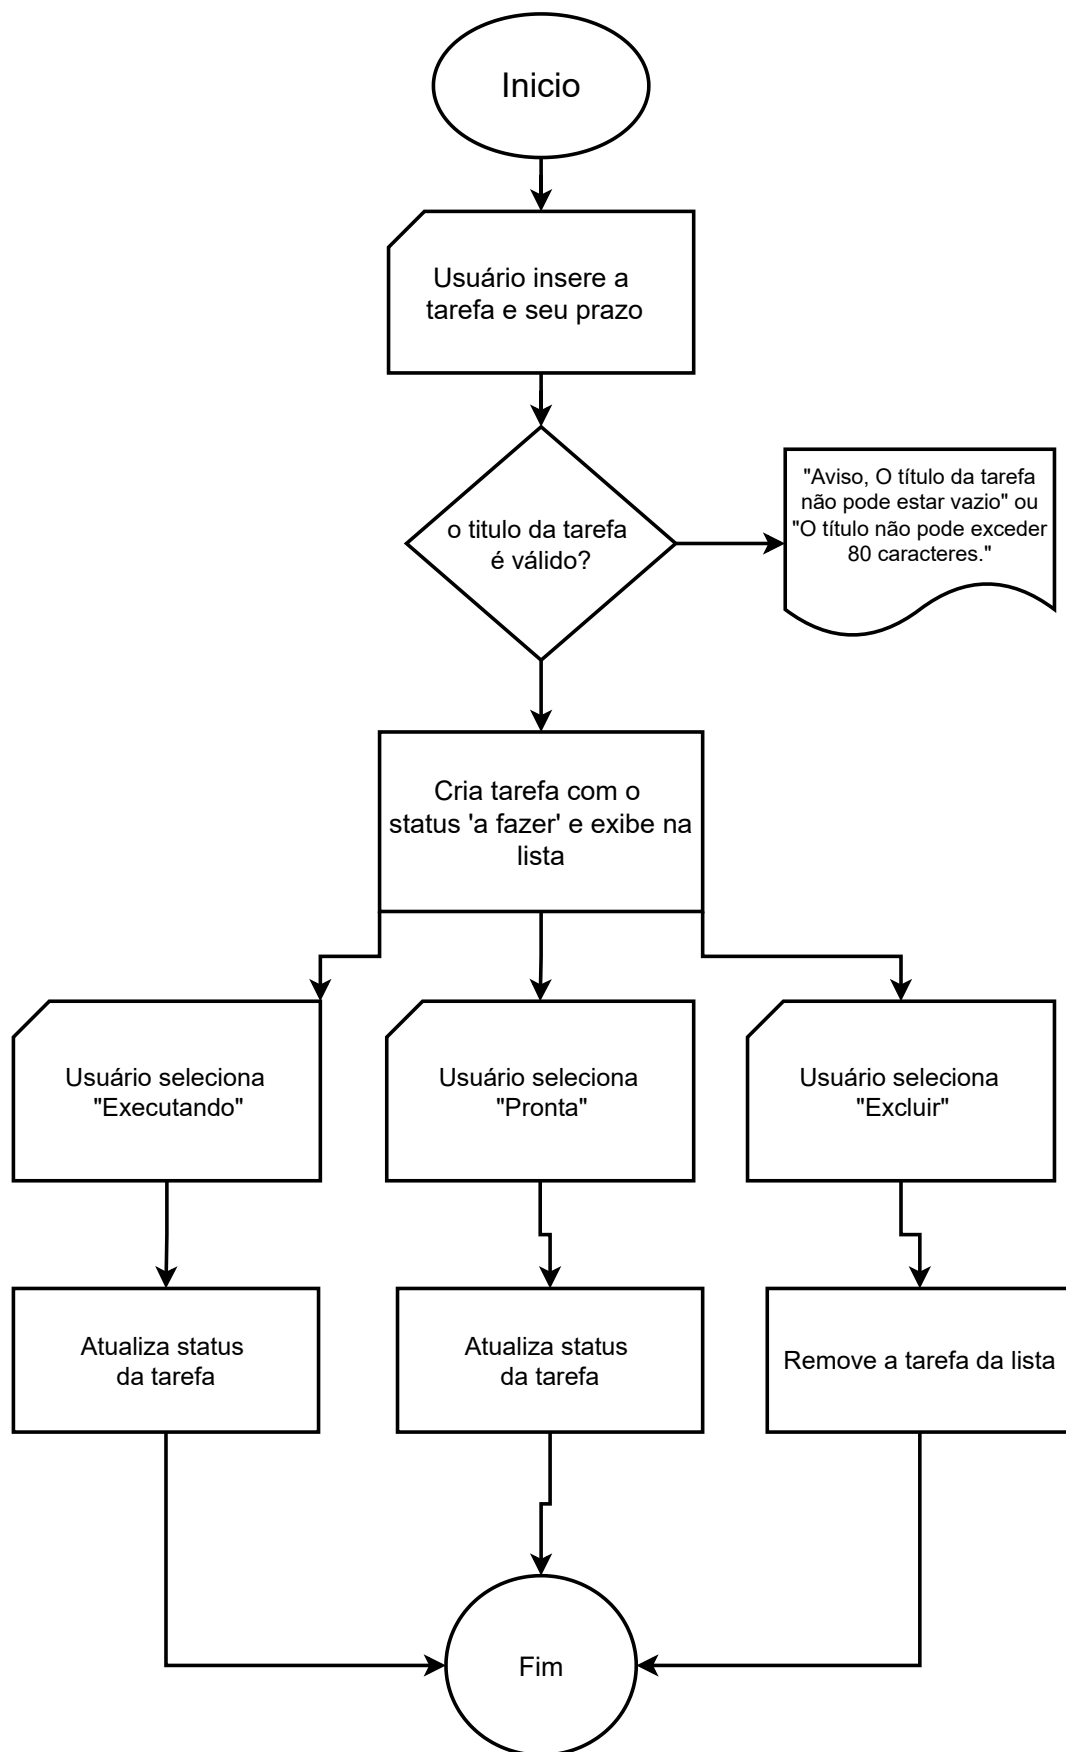 Inicio
Usuário insere a
tarefa e seu prazo
o titulo da tarefa
é válido?
"Aviso, O título da tarefa
não pode estar vazio" ou
"O título não pode exceder
80 caracteres."
Cria tarefa com o
status 'a fazer' e exibe na
lista
Usuário seleciona
"Executando"
Usuário seleciona
"Pronta"
Usuário seleciona
"Excluir"
Atualiza status
da tarefa
Atualiza status
da tarefa
Remove a tarefa da lista
Fim